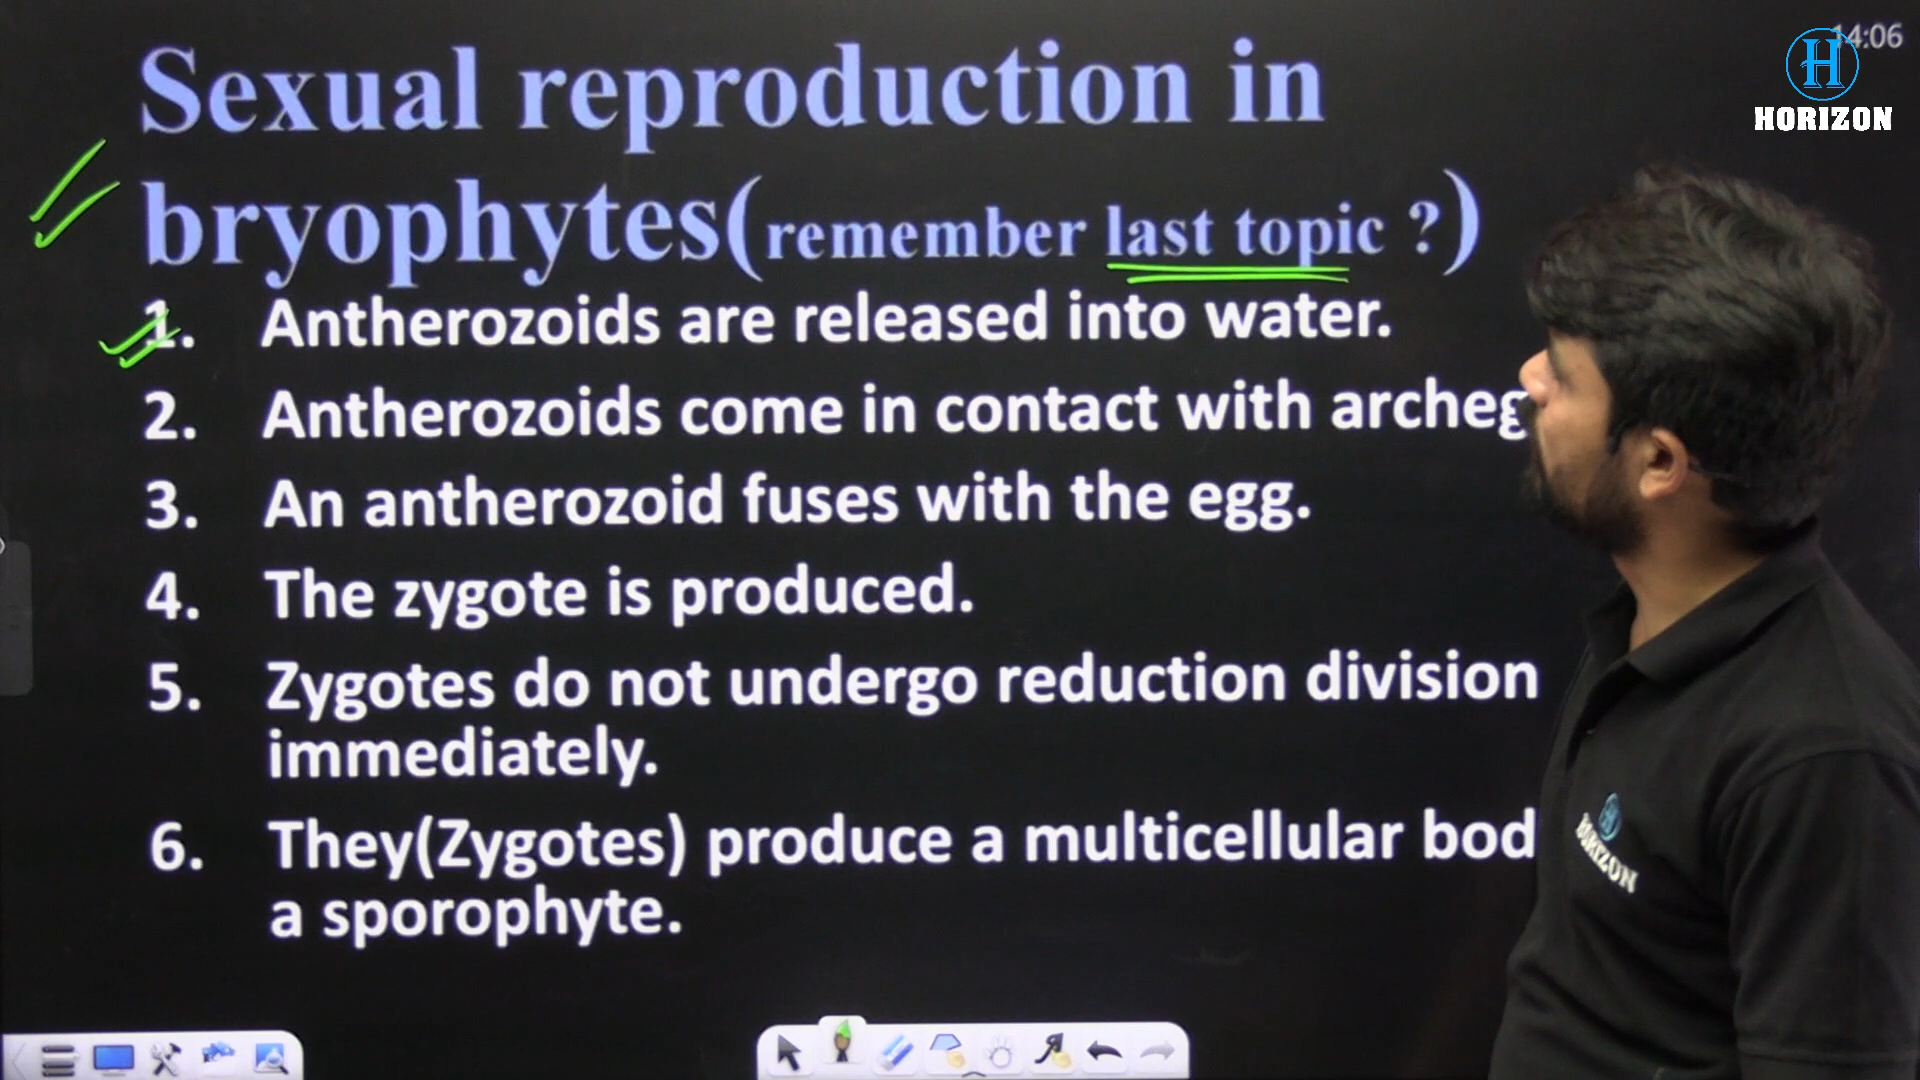 14:06
HORIZON
Sexual reproduction in
bryophytes(remember last topic ?)
1. Antherozoids are released into water.
2. Antherozoids come in contact with archeg
3. An antherozoid fuses with the egg.
4. The zygote is produced.
5. Zygotes do not undergo reduction division
immediately.
6. They(Zygotes) produce a multicellular bod
a sporophyte.
HORIZON